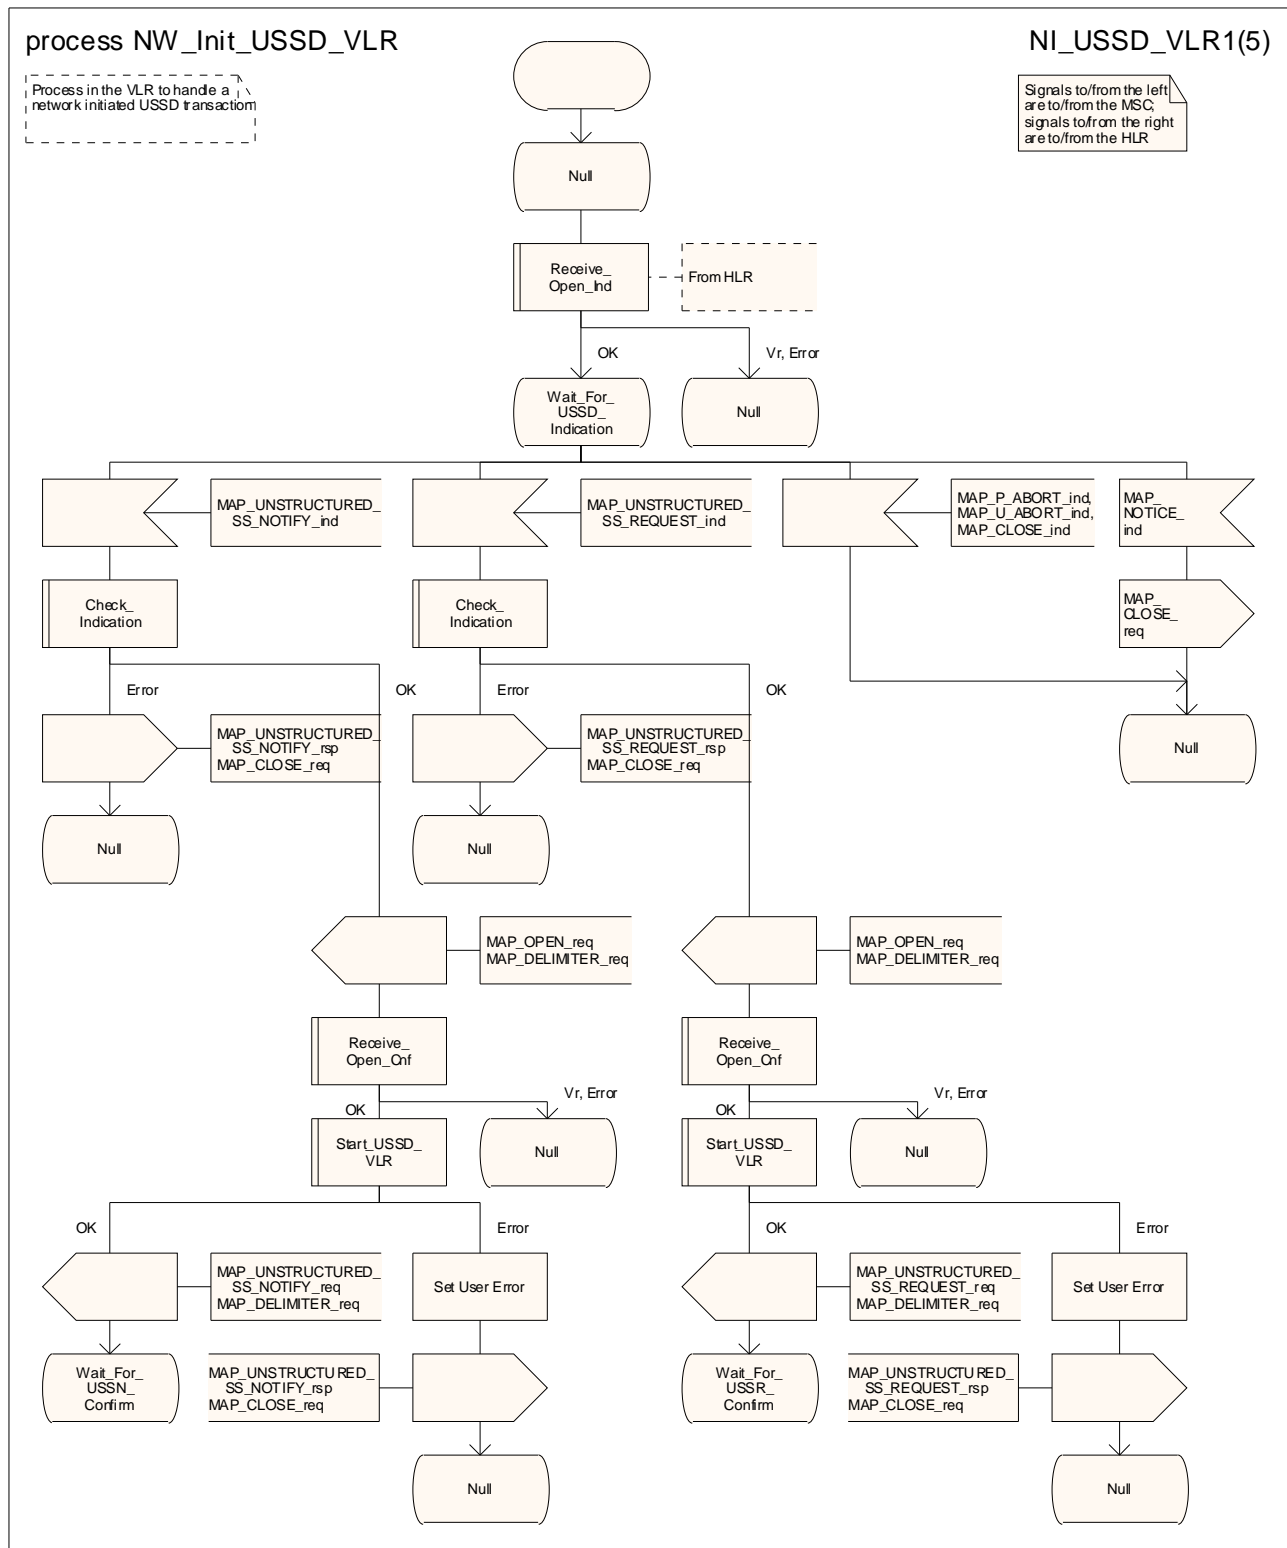 process NW_Init_USSD_VLR
NI_USSD_VLR1(5)
Process in the VLR to handle a
network initiated USSD transaction
Signals to/from the left
are to/from the MSC;
signals to/from the right
are to/from the HLR
Null
Receive_
Open_Ind
From HLR
OK
Vr, Error
Wait_For_
USSD_
Indication
Null
MAP_UNSTRUCTURED_
SS_NOTIFY_ind
MAP_UNSTRUCTURED_
SS_REQUEST_ind
MAP_P_ABORT_ind,
MAP_U_ABORT_ind,
MAP_CLOSE_ind
MAP_
NOTICE_
ind
Check_
Indication
Check_
Indication
MAP_
CLOSE_
req
Error
OK
Error
OK
MAP_UNSTRUCTURED_
SS_NOTIFY_rsp
MAP_CLOSE_req
MAP_UNSTRUCTURED_
SS_REQUEST_rsp
MAP_CLOSE_req
Null
Null
Null
MAP_OPEN_req
MAP_DELIMITER_req
MAP_OPEN_req
MAP_DELIMITER_req
Receive_
Open_Cnf
Receive_
Open_Cnf
OK
Vr, Error
OK
Vr, Error
Start_USSD_
VLR
Null
Start_USSD_
VLR
Null
OK
Error
OK
Error
MAP_UNSTRUCTURED_
SS_NOTIFY_req
MAP_DELIMITER_req
Set User Error
MAP_UNSTRUCTURED_
SS_REQUEST_req
MAP_DELIMITER_req
Set User Error
Wait_For_
USSN_
Confirm
MAP_UNSTRUCTURED_
SS_NOTIFY_rsp
MAP_CLOSE_req
Wait_For_
USSR_
Confirm
MAP_UNSTRUCTURED_
SS_REQUEST_rsp
MAP_CLOSE_req
Null
Null